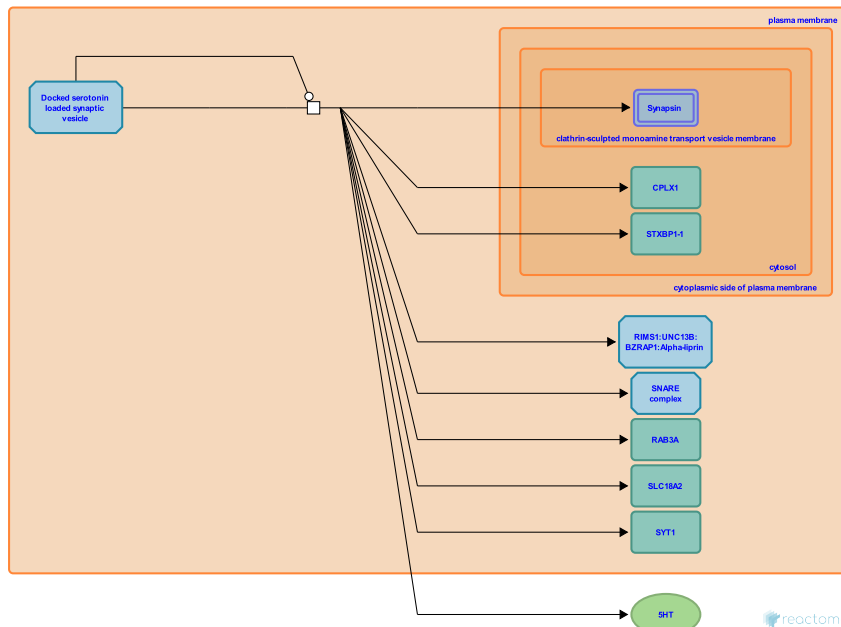 plasma membrane
Docked serotonin
loaded synaptic
vesicle
Synapsin
clathrin-sculpted monoamine transport vesicle membrane
CPLX1
STXBP1-1
cytosol
cytoplasmic side of plasma membrane
RIMS1:UNC13B:
BZRAP1:Alpha-liprin
SNARE
complex
RAB3A
SLC18A2
SYT1
5HT
reactom